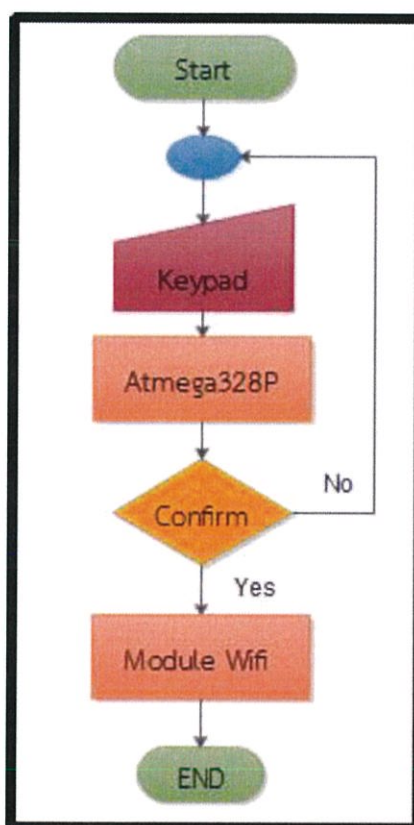 Start
Keypad
Atmega328P
Confirm
No
Yes
Module Wifi
END